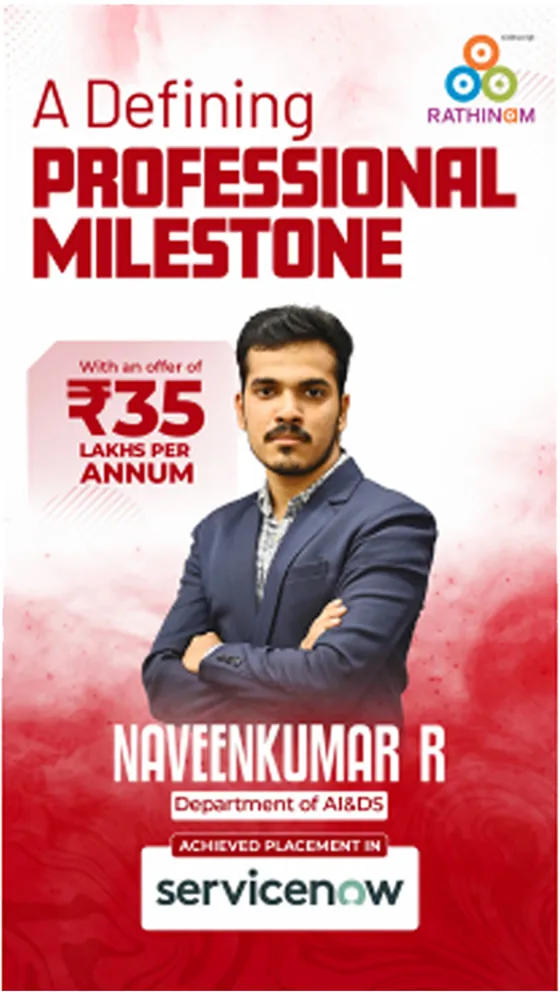 A Defining
PROFESSIONAL
MILESTONE
RATHINAM
With an offer of
₹35
LAKHS PER
ANNUM
NAVEENKUMAR R
Department of AI&DS
ACHIEVED PLACEMENT IN
servicenow